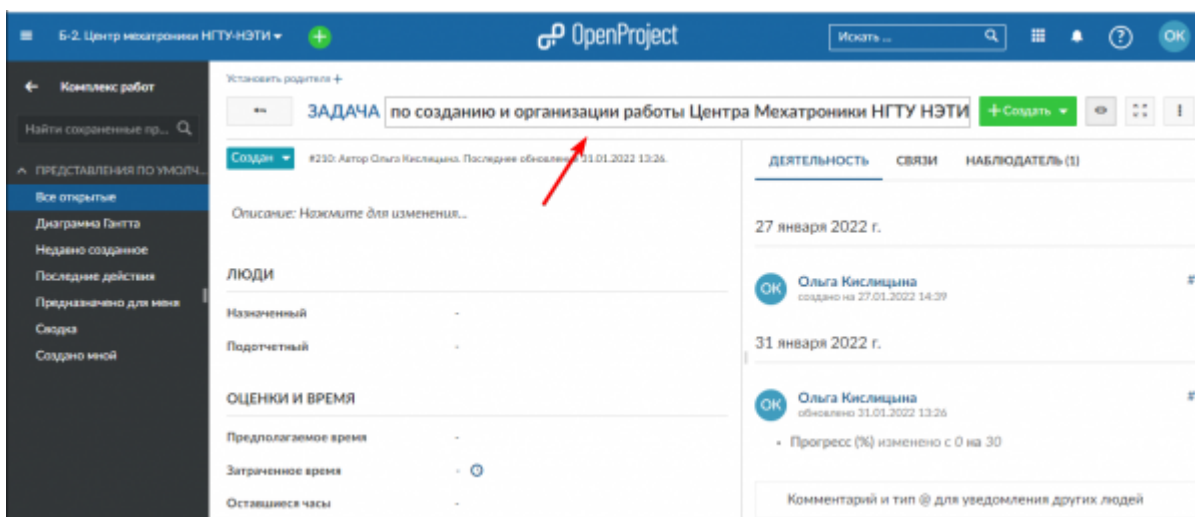 Б-2. Центр мехатроники НГТУ-НЭТИ
OpenProject
Искать ...
?
ОК
Комплекс работ
Найти сохраненные пр...
ПРЕДСТАВЛЕНИЯ ПО УМОЛЧ...
Все открытые
Диаграмма Гантта
Недавно созданное
Последние действия
Предназначено для меня
Сводка
Создано мной
Установить родителя +
ЗАДАЧА по созданию и организации работы Центра Мехатроники НГТУ НЭТИ
+ Создать
Создан
#230: Автор Ольга Кислицына. Последнее обновление 31.01.2022 13:26.
Описание: Нажмите для изменения...
ЛЮДИ
Назначенный -
Подотчетный -
ОЦЕНКИ И ВРЕМЯ
Предполагаемое время -
Затраченное время -
Оставшиеся часы -
ДЕЯТЕЛЬНОСТЬ СВЯЗИ НАБЛЮДАТЕЛЬ (1)
27 января 2022 г.
ОК Ольга Кислицына
создано на 27.01.2022 14:39
31 января 2022 г.
ОК Ольга Кислицына
обновлено 31.01.2022 13:26
Прогресс (%) изменено с 0 на 30
Комментарий и тип @ для уведомления других людей